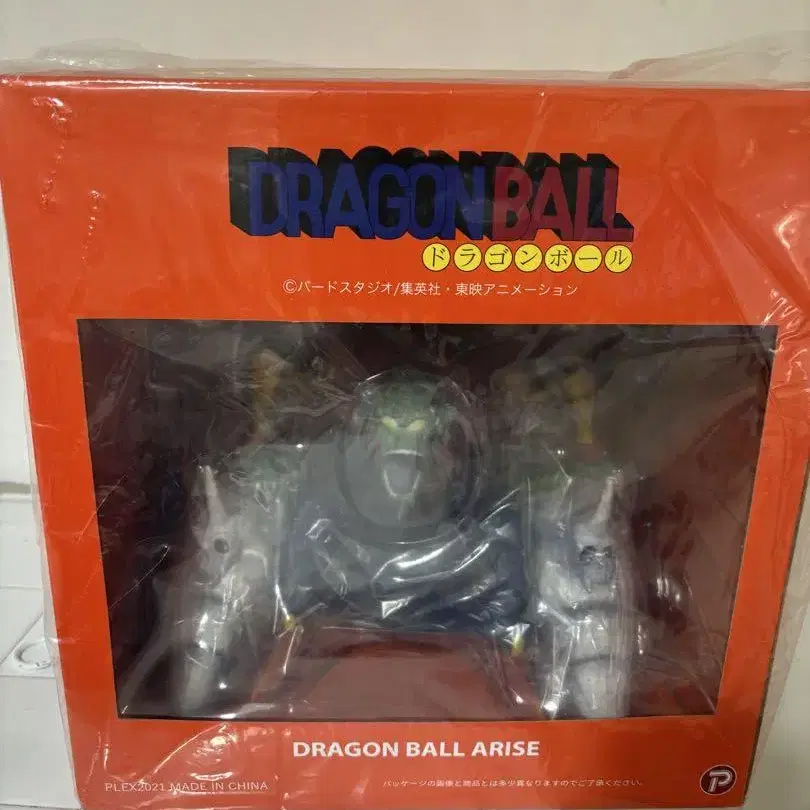 DRAGONBALL
ドラゴンボール
©バードスタジオ/集英社・東映アニメーション
DRAGON BALL ARISE
PLEX2021 MADE IN CHINA
パッケージの画像と商品とは多少異なりますのでご了承ください。
P